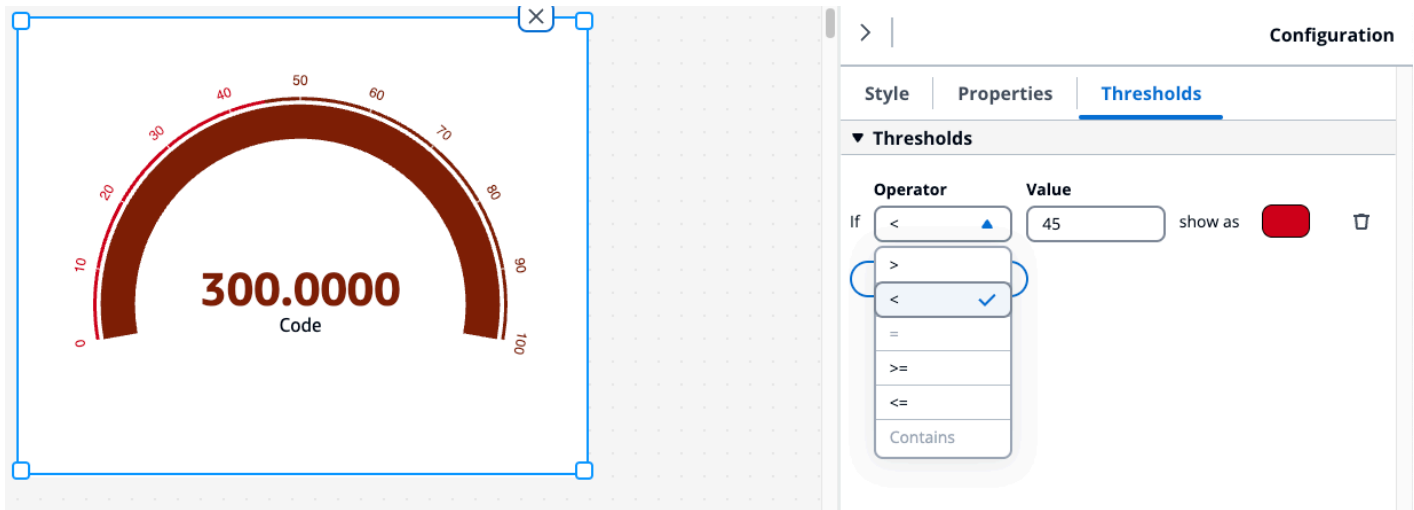 Configuration
Style Properties Thresholds
▼ Thresholds
Operator Value
If < 45 show as
>
<
=
>=
<=
Contains
0
10
20
30
40
50
60
70
80
90
100
300.0000
Code